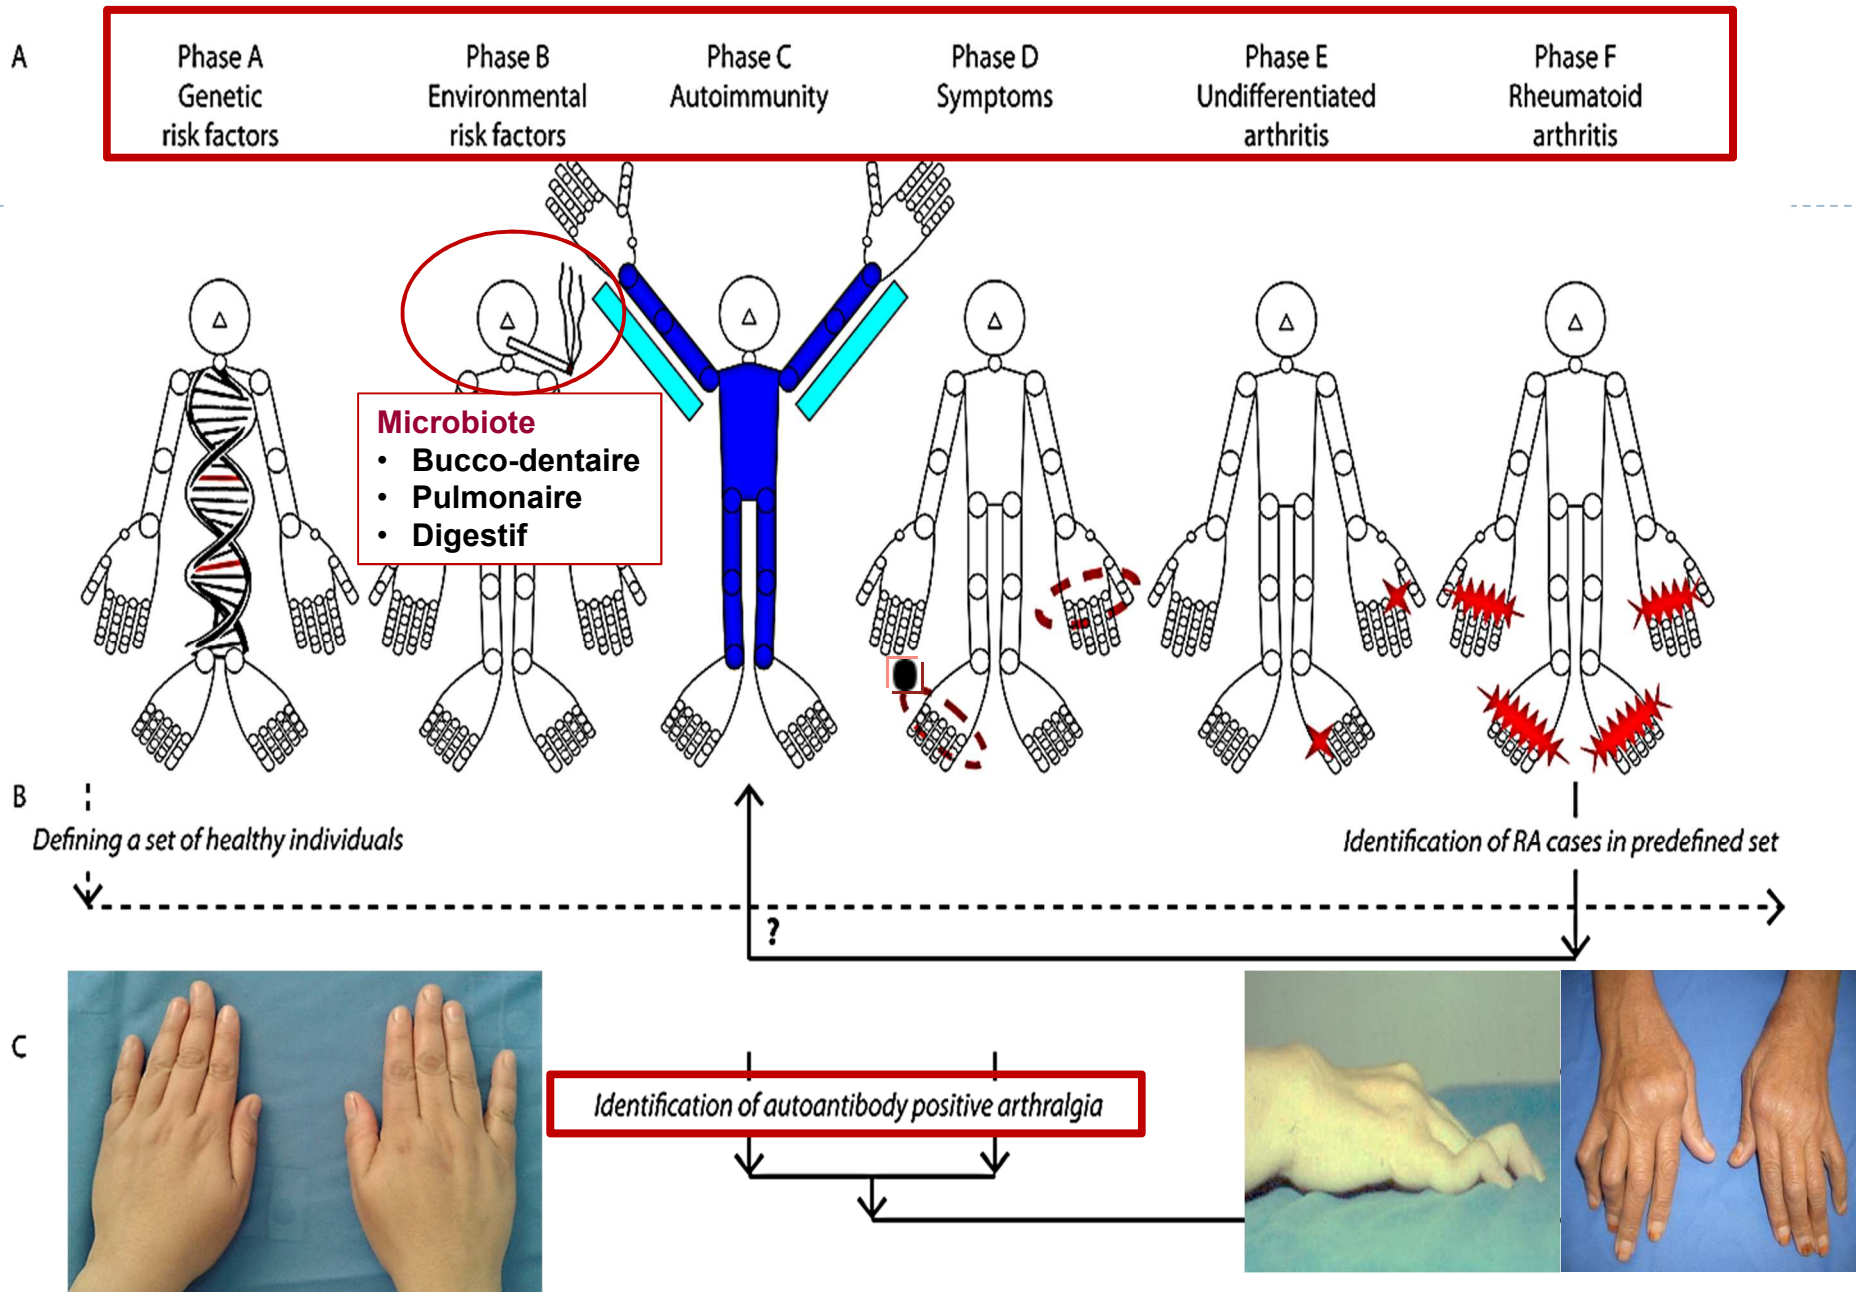 A
Phase A
Genetic
risk factors
Phase B
Environmental
risk factors
Phase C
Autoimmunity
Phase D
Symptoms
Phase E
Undifferentiated
arthritis
Phase F
Rheumatoid
arthritis
Microbiote
• Bucco-dentaire
• Pulmonaire
• Digestif
B
Defining a set of healthy individuals
Identification of RA cases in predefined set
?
C
Identification of autoantibody positive arthralgia